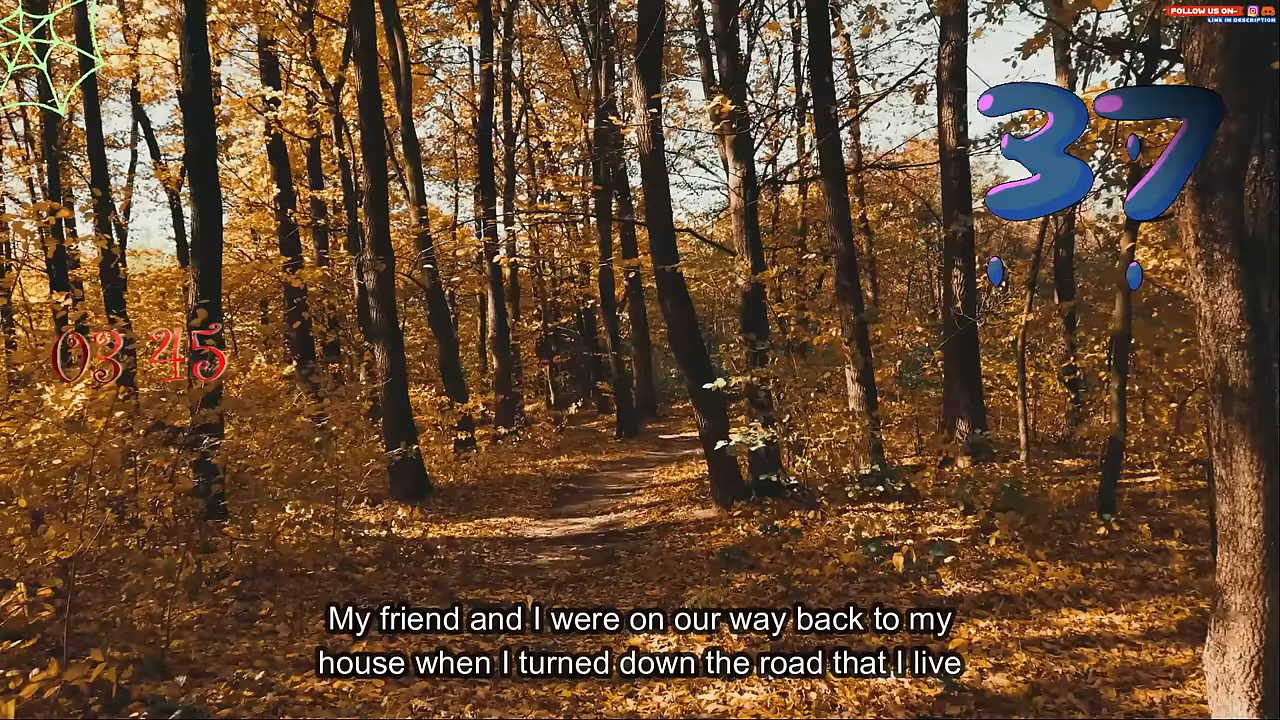 FOLLOW US ON-
LINK IN DESCRIPTION
37
03 45
My friend and I were on our way back to my
house when I turned down the road that I live